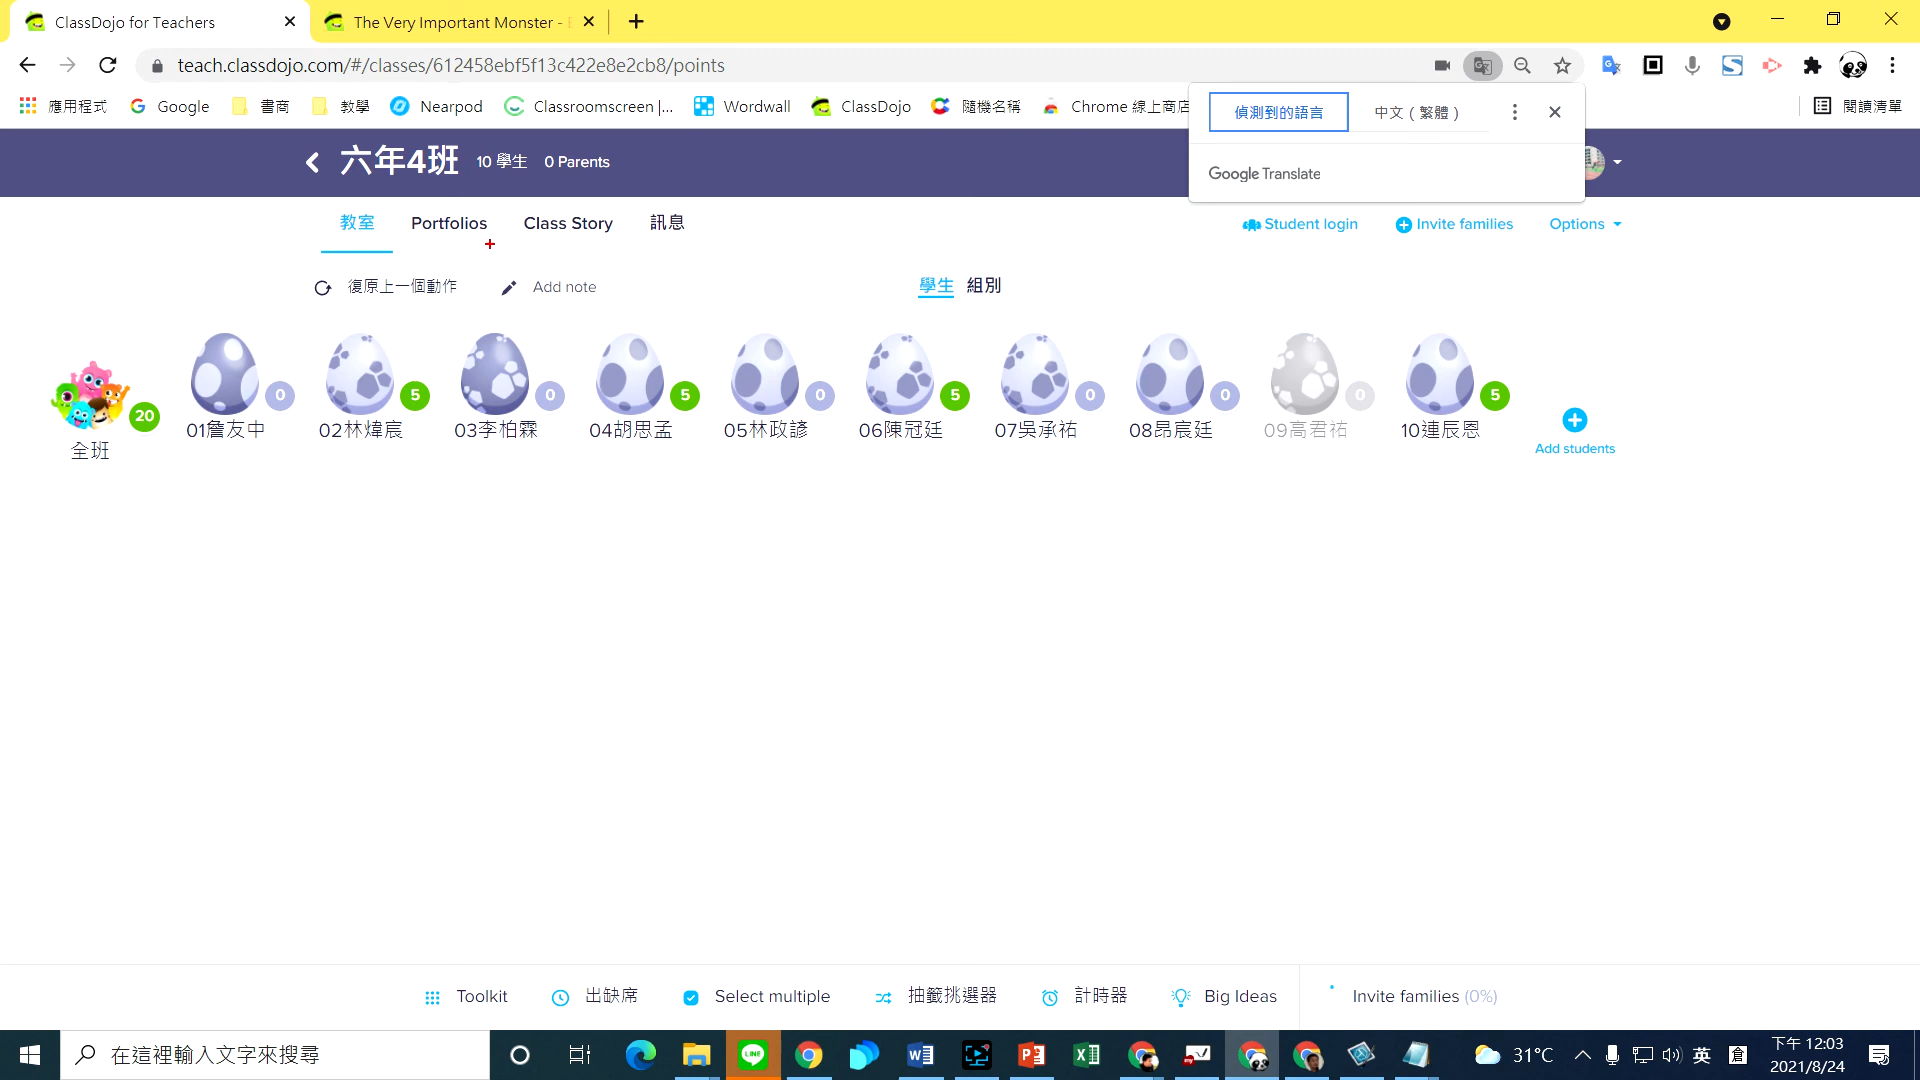 ClassDojo for Teachers
The Very Important Monster -
teach.classdojo.com/#/classes/612458ebf5f13c422e8e2cb8/points
應用程式 Google 書商 教學 Nearpod Classroomscreen |... Wordwall ClassDojo 隨機名稱 Chrome 線上商店 閱讀清單
偵測到的語言 中文 ( 繁體 )
Google Translate
六年4班 10 學生 0 Parents
教室 Portfolios Class Story 訊息
Student login Invite families Options
復原上一個動作 Add note
學生 組別
20
全班
0
01詹友中
5
02林煒宸
0
03李柏霖
5
04胡思孟
0
05林政諺
5
06陳冠廷
0
07吳承祐
0
08昂宸廷
0
09高君祐
5
10連辰恩
Add students
Toolkit 出缺席 Select multiple 抽籤挑選器 計時器 Big Ideas Invite families (0%)
在這裡輸入文字來搜尋
LINE
31°C 英 倉
下午 12:03
2021/8/24